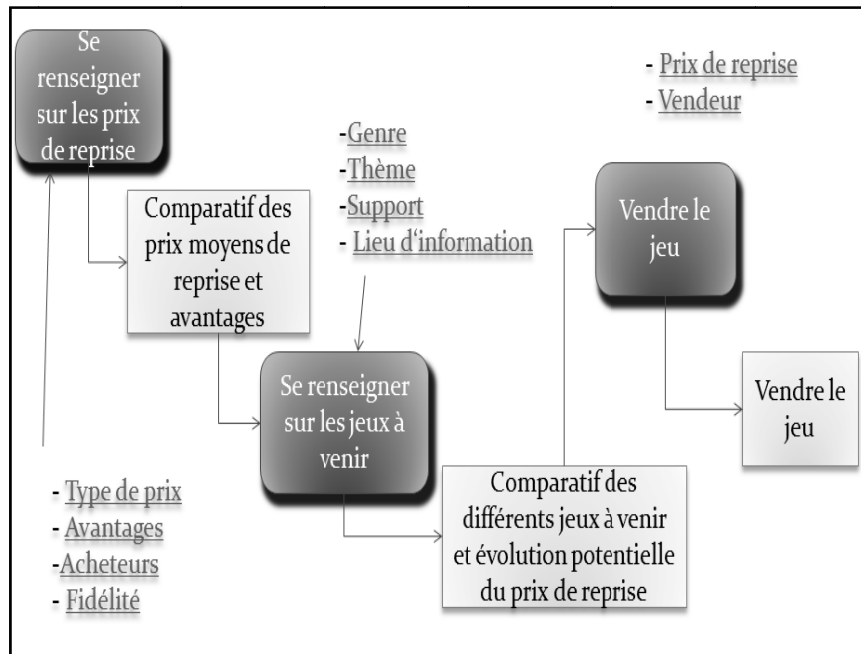 Se
renseigner
sur les prix
de reprise
Comparatif des
prix moyens de
reprise et
avantages
-Genre
-Thème
-Support
- Lieu d'information
Se renseigner
sur les jeux à
venir
- Type de prix
- Avantages
-Acheteurs
- Fidélité
Comparatif des
différents jeux à venir
et évolution potentielle
du prix de reprise
- Prix de reprise
- Vendeur
Vendre le
jeu
Vendre le
jeu